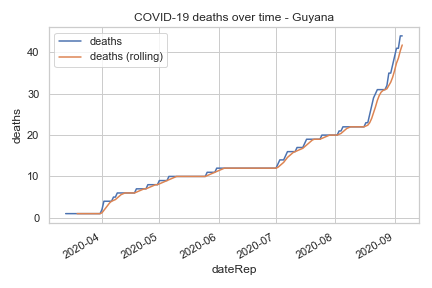 COVID-19 deaths over time - Guyana
deaths
deaths (rolling)
deaths
40
30
20
10
0
2020-04
2020-05
2020-06
2020-07
2020-08
2020-09
dateRep